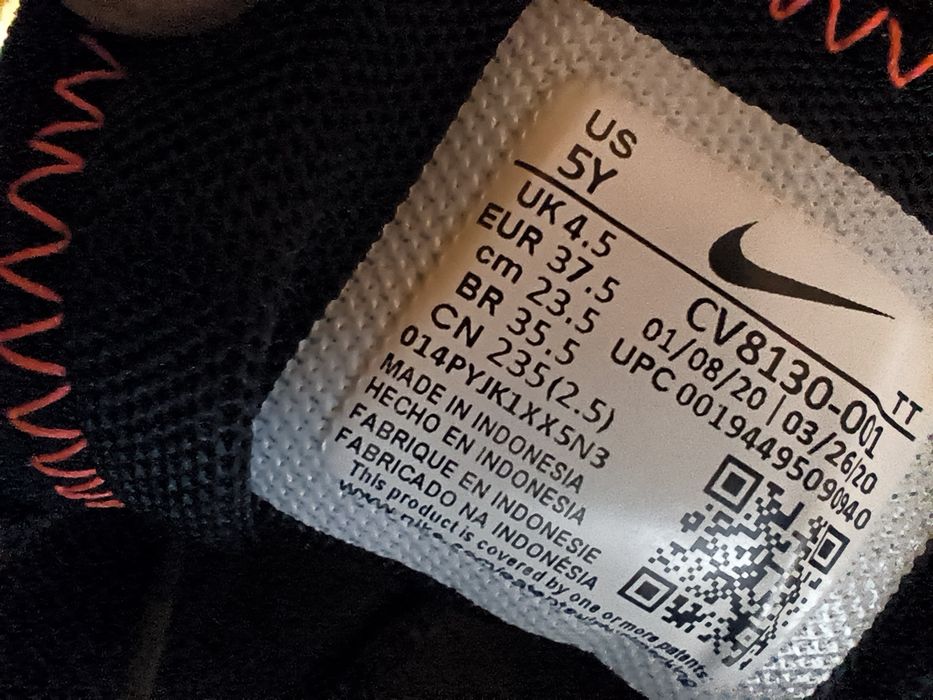 US
5Y
UK 4.5
EUR 37.5
cm 23.5
BR 35.5
CN 235(2.5)
014PYJK1XX5N3
MADE IN INDONESIA
HECHO EN INDONESIA
FABRIQUE EN INDONESIE
FABRICADO NA INDONÉSIA
This product is covered by one or more patents
CV8130-001 TT
01/08/20 | 03/26/20
UPC 00194495090940